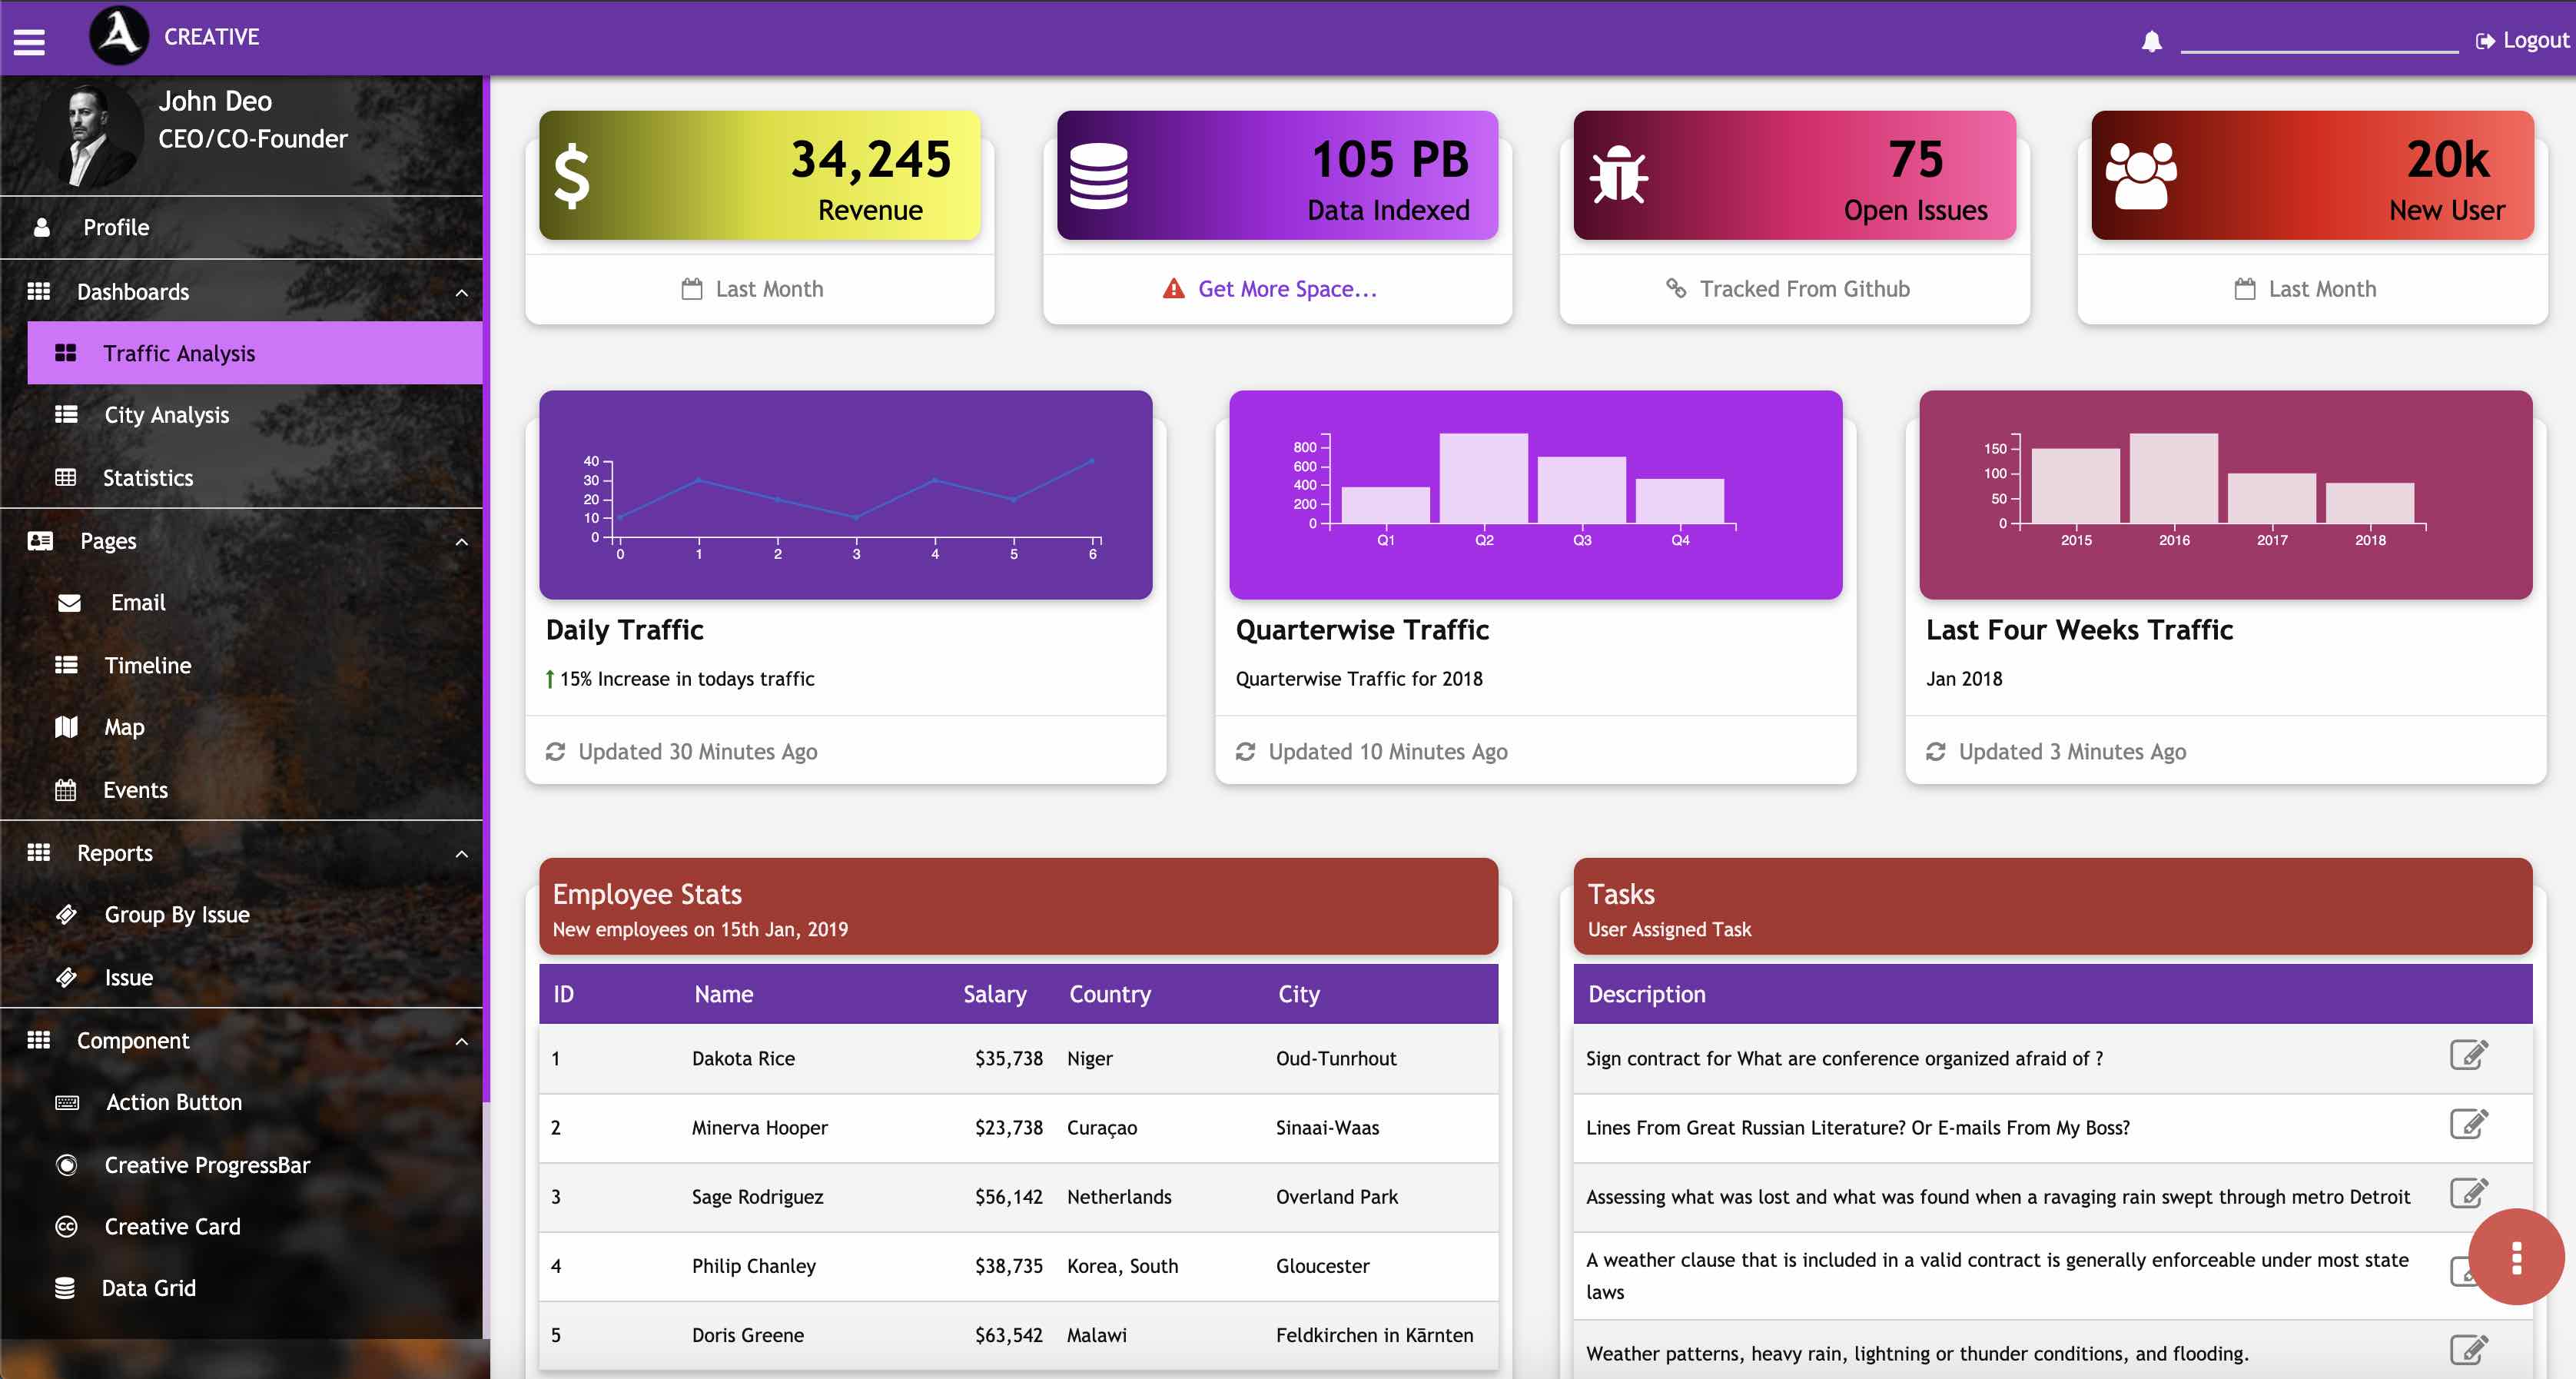 CREATIVE
Logout
John Deo
CEO/CO-Founder
Profile
Dashboards
Traffic Analysis
City Analysis
Statistics
Pages
Email
Timeline
Map
Events
Reports
Group By Issue
Issue
Component
Action Button
Creative ProgressBar
Creative Card
Data Grid
34,245
Revenue
Last Month
105 PB
Data Indexed
Get More Space...
75
Open Issues
Tracked From Github
20k
New User
Last Month
40
30
20
10
0
0 1 2 3 4 5 6
Daily Traffic
15% Increase in todays traffic
Updated 30 Minutes Ago
800
600
400
200
0
Q1 Q2 Q3 Q4
Quarterwise Traffic
Quarterwise Traffic for 2018
Updated 10 Minutes Ago
150
100
50
0
2015 2016 2017 2018
Last Four Weeks Traffic
Jan 2018
Updated 3 Minutes Ago
Employee Stats
New employees on 15th Jan, 2019
ID Name Salary Country City
1 Dakota Rice $35,738 Niger Oud-Tunrhout
2 Minerva Hooper $23,738 Curaçao Sinaai-Waas
3 Sage Rodriguez $56,142 Netherlands Overland Park
4 Philip Chanley $38,735 Korea, South Gloucester
5 Doris Greene $63,542 Malawi Feldkirchen in Kārnten
Tasks
User Assigned Task
Description
Sign contract for What are conference organized afraid of ?
Lines From Great Russian Literature? Or E-mails From My Boss?
Assessing what was lost and what was found when a ravaging rain swept through metro Detroit
A weather clause that is included in a valid contract is generally enforceable under most state
laws
Weather patterns, heavy rain, lightning or thunder conditions, and flooding.